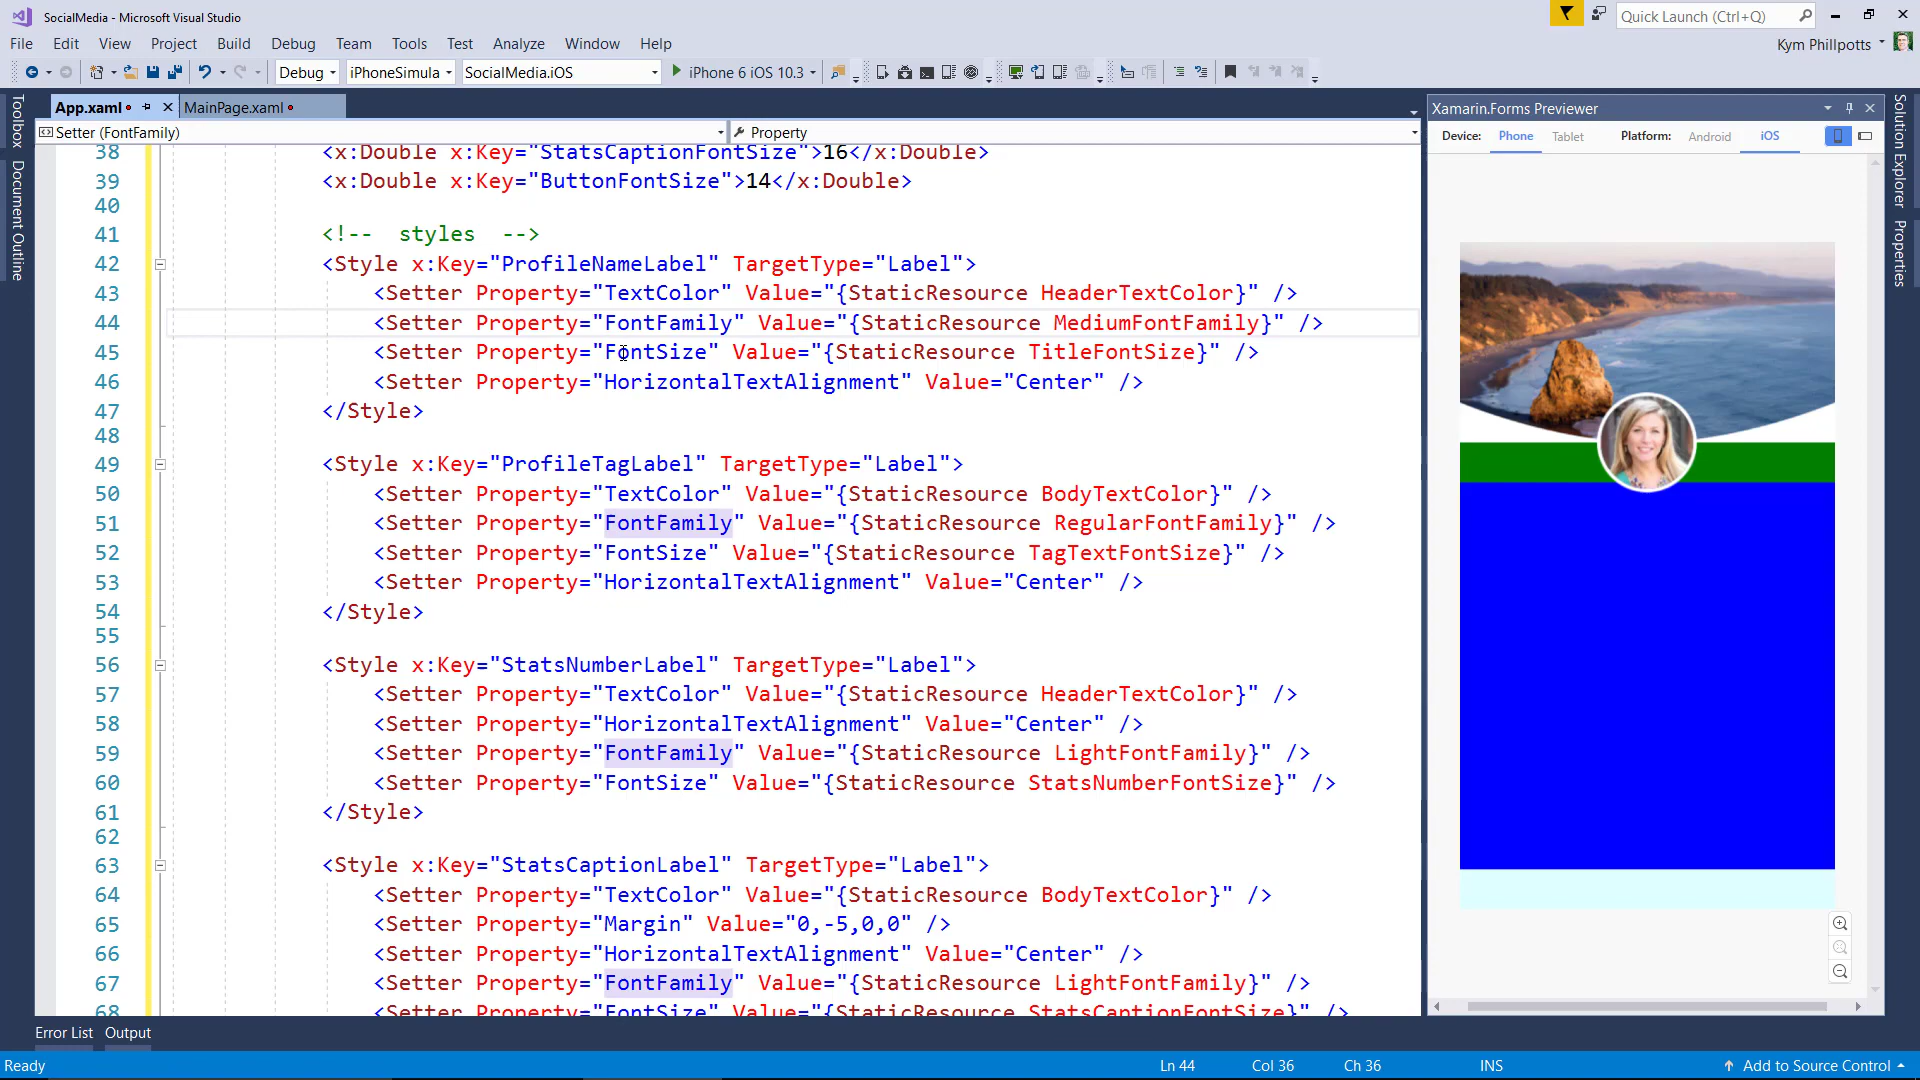 SocialMedia - Microsoft Visual Studio
Quick Launch (Ctrl+Q)
File Edit View Project Build Debug Team Tools Test Analyze Window Help
Kym Phillpotts
Debug iPhoneSimula SocialMedia.iOS iPhone 6 iOS 10.3
App.xaml MainPage.xaml
Setter (FontFamily) Property
Toolbox
Document Outline
38 <x:Double x:Key="StatsCaptionFontSize">16</x:Double>
39 <x:Double x:Key="ButtonFontSize">14</x:Double>
40
41 <!-- styles -->
42 <Style x:Key="ProfileNameLabel" TargetType="Label">
43 <Setter Property="TextColor" Value="{StaticResource HeaderTextColor}" />
44 <Setter Property="FontFamily" Value="{StaticResource MediumFontFamily}" />
45 <Setter Property="FontSize" Value="{StaticResource TitleFontSize}" />
46 <Setter Property="HorizontalTextAlignment" Value="Center" />
47 </Style>
48
49 <Style x:Key="ProfileTagLabel" TargetType="Label">
50 <Setter Property="TextColor" Value="{StaticResource BodyTextColor}" />
51 <Setter Property="FontFamily" Value="{StaticResource RegularFontFamily}" />
52 <Setter Property="FontSize" Value="{StaticResource TagTextFontSize}" />
53 <Setter Property="HorizontalTextAlignment" Value="Center" />
54 </Style>
55
56 <Style x:Key="StatsNumberLabel" TargetType="Label">
57 <Setter Property="TextColor" Value="{StaticResource HeaderTextColor}" />
58 <Setter Property="HorizontalTextAlignment" Value="Center" />
59 <Setter Property="FontFamily" Value="{StaticResource LightFontFamily}" />
60 <Setter Property="FontSize" Value="{StaticResource StatsNumberFontSize}" />
61 </Style>
62
63 <Style x:Key="StatsCaptionLabel" TargetType="Label">
64 <Setter Property="TextColor" Value="{StaticResource BodyTextColor}" />
65 <Setter Property="Margin" Value="0,-5,0,0" />
66 <Setter Property="HorizontalTextAlignment" Value="Center" />
67 <Setter Property="FontFamily" Value="{StaticResource LightFontFamily}" />
68 <Setter Property="FontSize" Value="{StaticResource StatsCaptionFontSize}" />
Xamarin.Forms Previewer
Device: Phone Tablet Platform: Android iOS
Solution Explorer
Properties
Error List Output
Ready Ln 44 Col 36 Ch 36 INS Add to Source Control